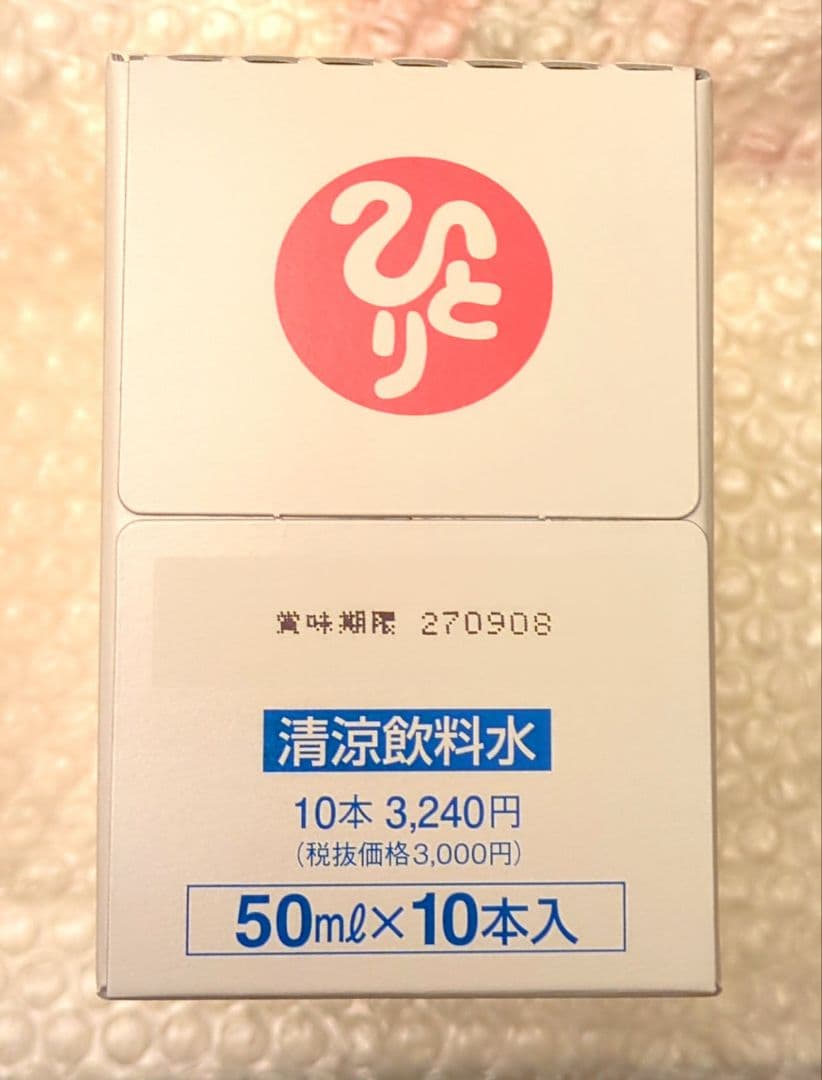 ひとり
賞味期限 270908
清涼飲料水
10本 3,240円
(税抜価格3,000円)
50mℓ×10本入